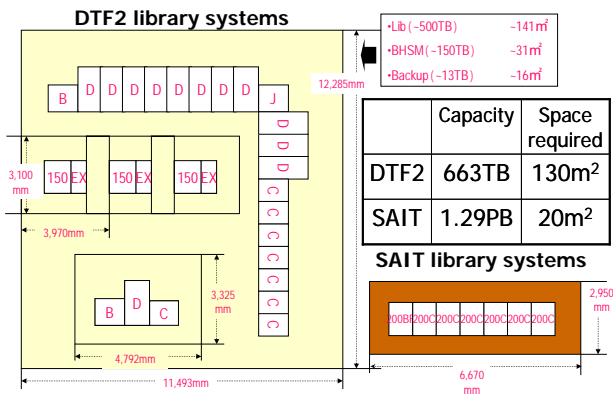 DTF2 library systems
•Lib(~500TB) ~141㎡
•BHSM(~150TB) ~31㎡
•Backup(~13TB) ~16㎡
12,285mm
B D D D D D D D D J
D
D
D
C
C
C
C
C
C
C
3,100
mm
150 EX 150 EX 150 EX
3,970mm
B D C
3,325
mm
4,792mm
11,493mm
Capacity Space
required
DTF2 663TB 130m²
SAIT 1.29PB 20m²
SAIT library systems
200BF 200C 200C 200C 200C 200C 200C
2,950
mm
6,670
mm